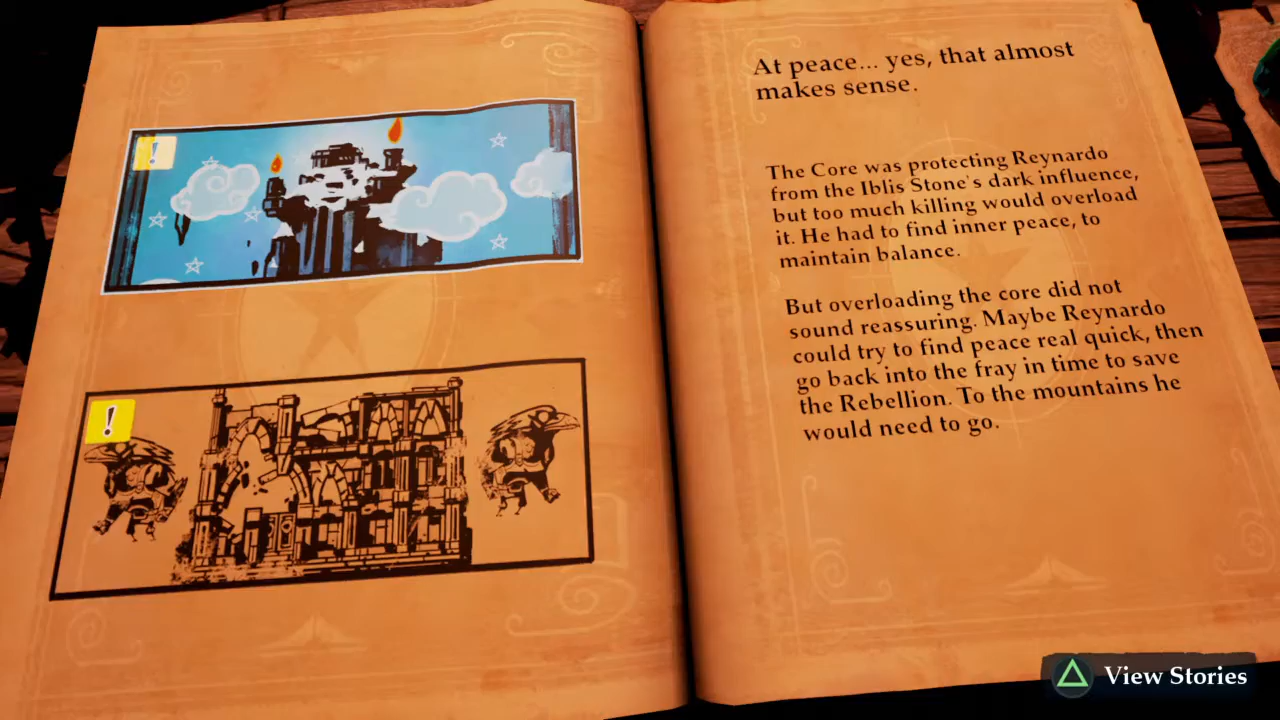 !
!
At peace... yes, that almost
makes sense.
The Core was protecting Reynardo
from the Iblis Stone's dark influence,
but too much killing would overload
it. He had to find inner peace, to
maintain balance.
But overloading the core did not
sound reassuring. Maybe Reynardo
could try to find peace real quick, then
go back into the fray in time to save
the Rebellion. To the mountains he
would need to go.
View Stories